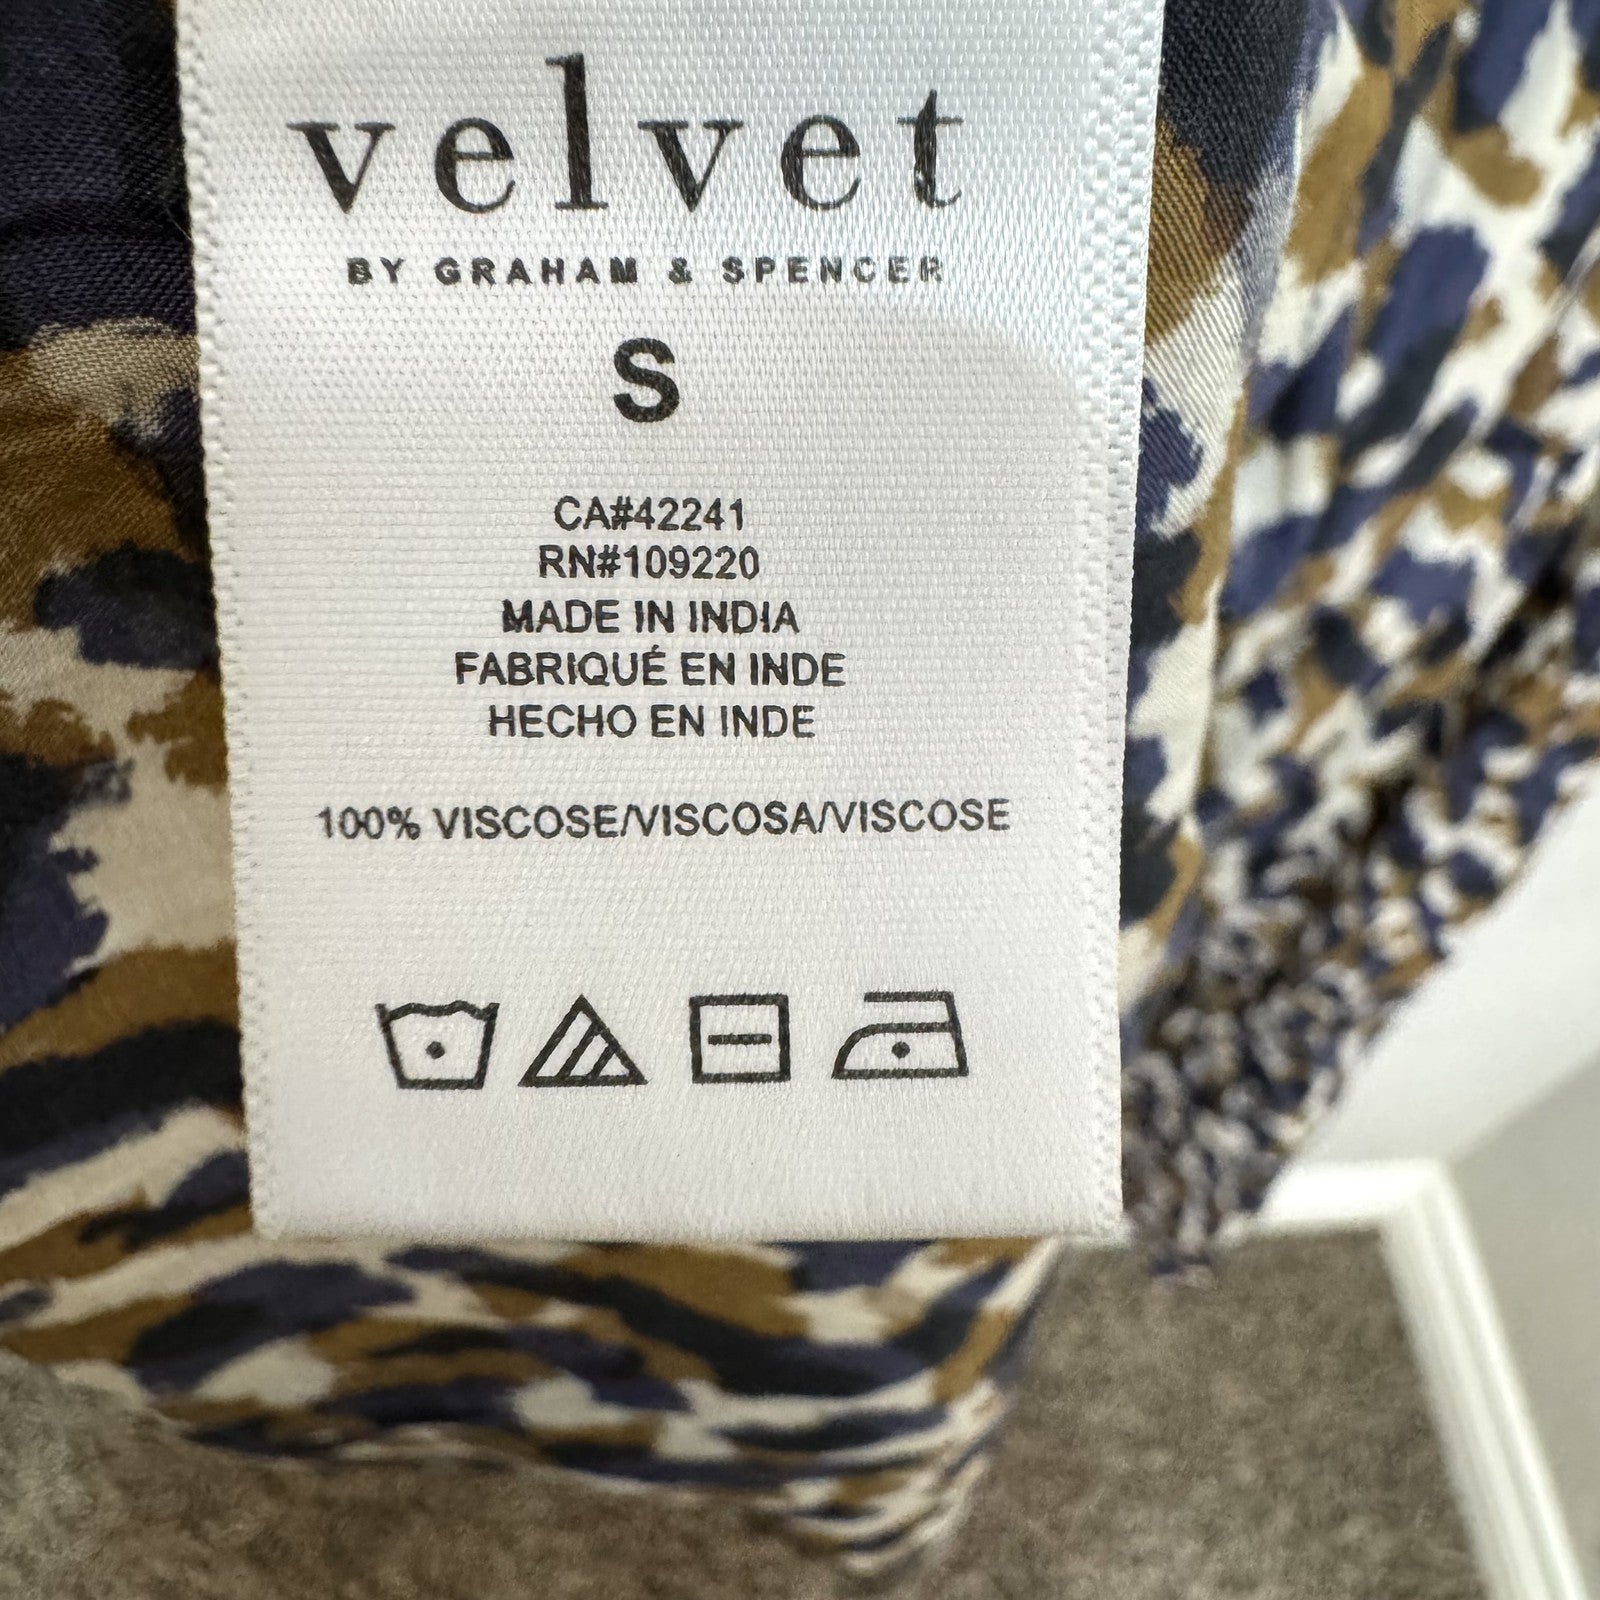 velvet
BY GRAHAM & SPENCER
S
CA#42241
RN#109220
MADE IN INDIA
FABRIQUÉ EN INDE
HECHO EN INDE
100% VISCOSE/VISCOSA/VISCOSE